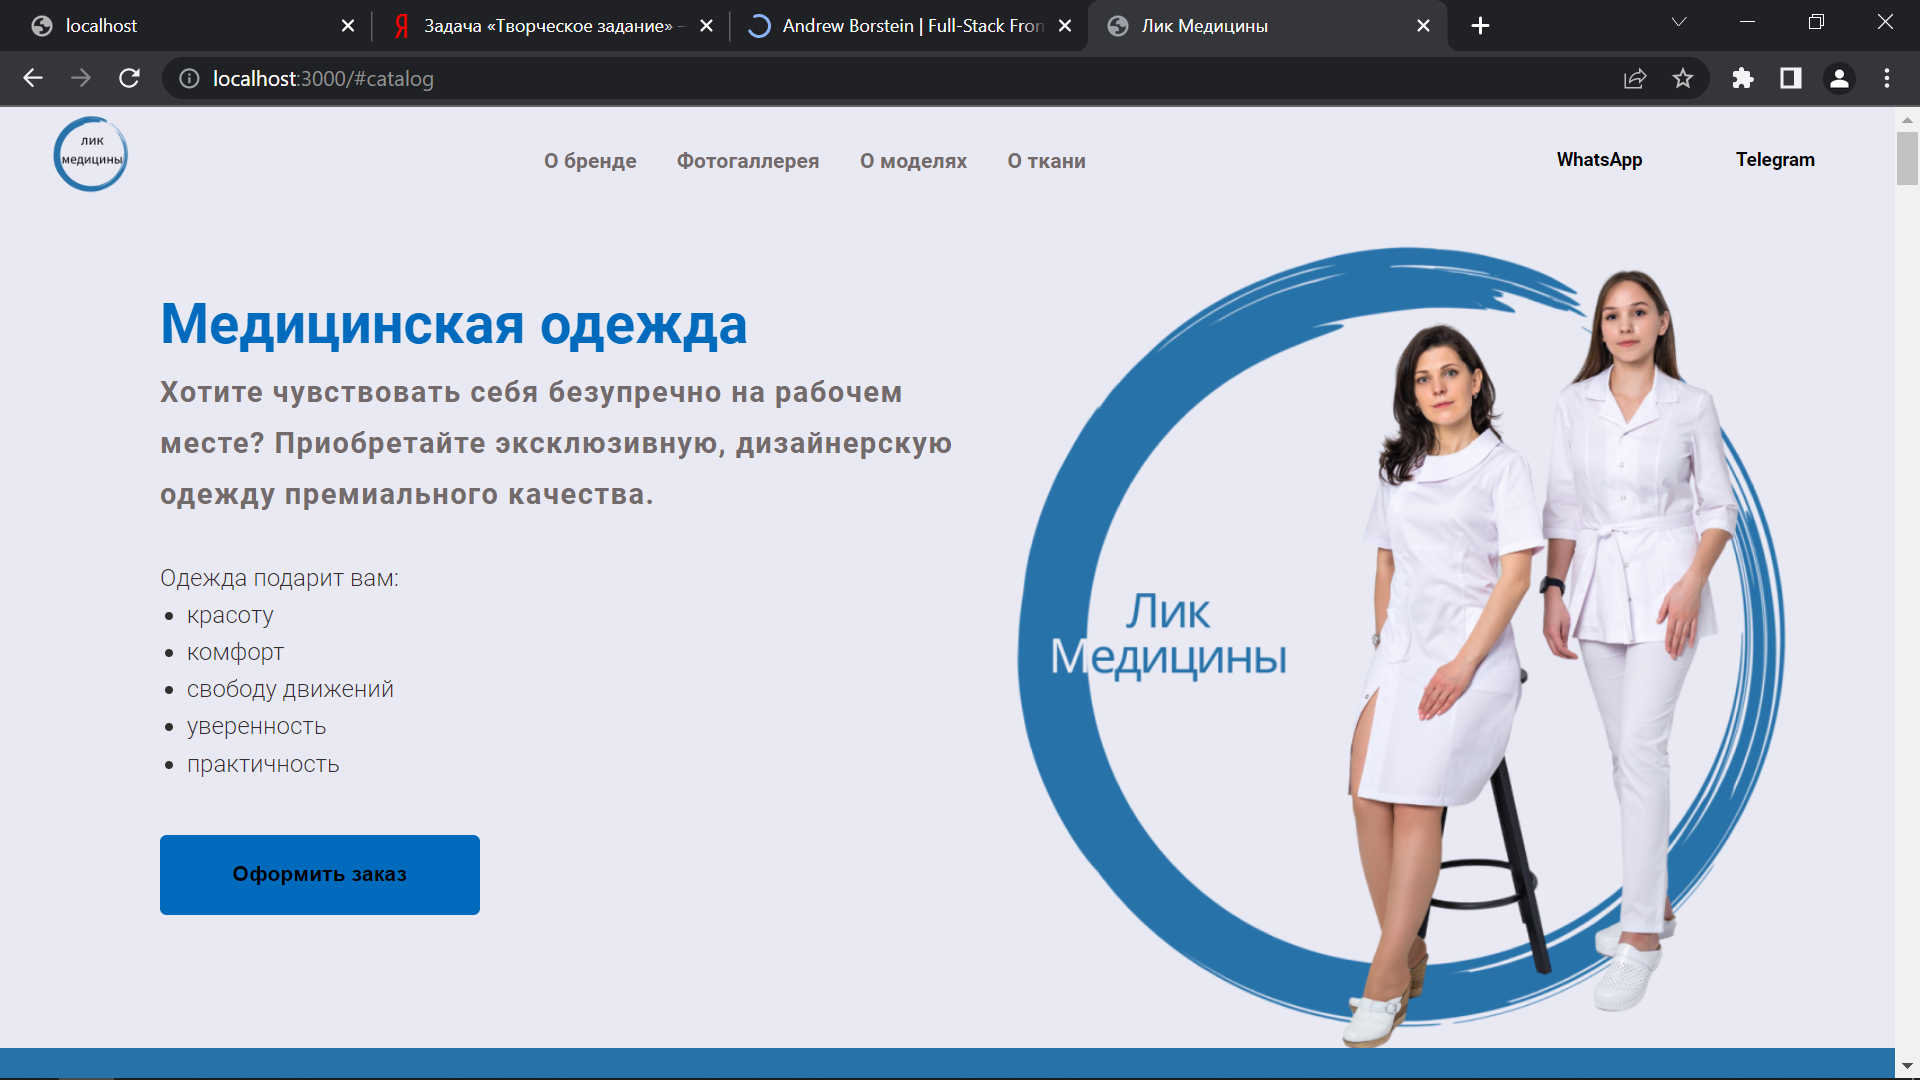 localhost
Задача «Творческое задание» –
Andrew Borstein | Full-Stack Fron
Лик Медицины
localhost:3000/#catalog
лик
медицины
О бренде
Фотогаллерея
О моделях
О ткани
WhatsApp
Telegram
Медицинская одежда
Хотите чувствовать себя безупречно на рабочем
месте? Приобретайте эксклюзивную, дизайнерскую
одежду премиального качества.
Одежда подарит вам:
• красоту
• комфорт
• свободу движений
• уверенность
• практичность
Оформить заказ
Лик
Медицины